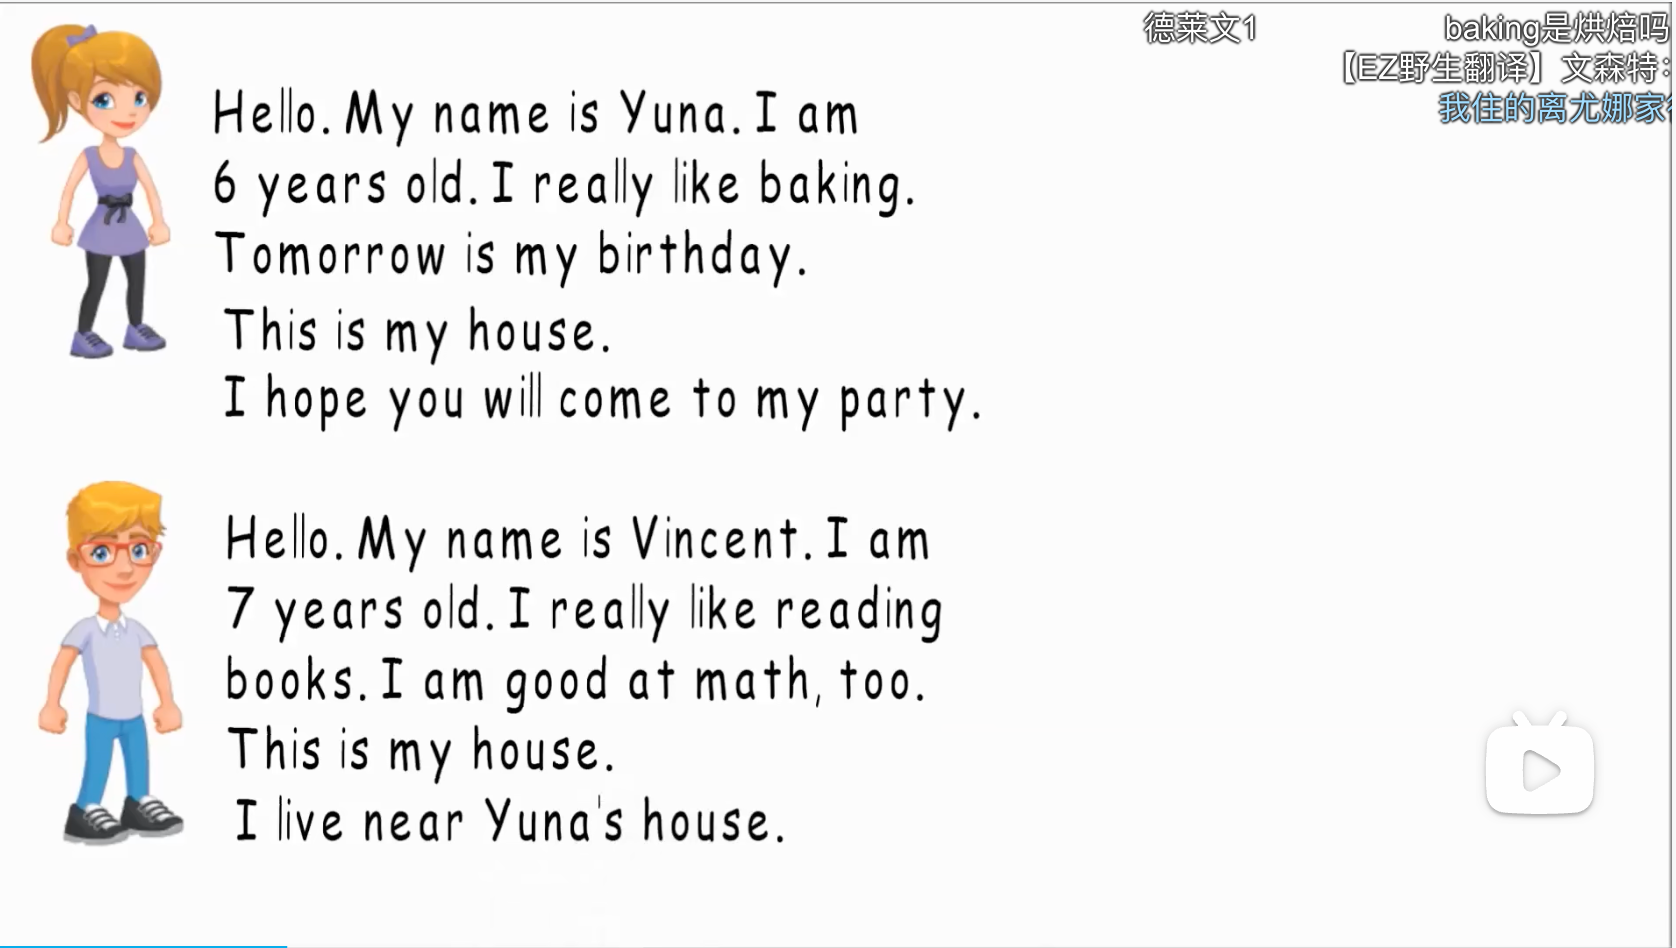 德莱文1
baking是烘焙吗
【EZ野生翻译】文森特：
我住的离尤娜家
Hello. My name is Yuna. I am
6 years old. I really like baking.
Tomorrow is my birthday.
This is my house.
I hope you will come to my party.
Hello. My name is Vincent. I am
7 years old. I really like reading
books. I am good at math, too.
This is my house.
I live near Yuna's house.